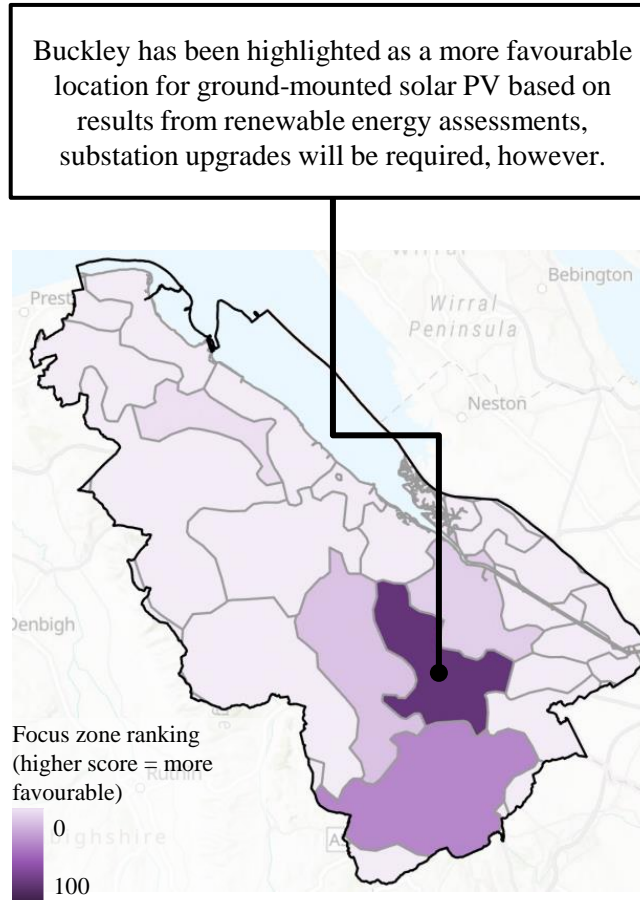 Buckley has been highlighted as a more favourable
location for ground-mounted solar PV based on
results from renewable energy assessments,
substation upgrades will be required, however.
Prest
Bebington
Wirral
Peninsula
Neston
Denbigh
Focus zone ranking
(higher score = more
favourable)
Ruthin
0
100